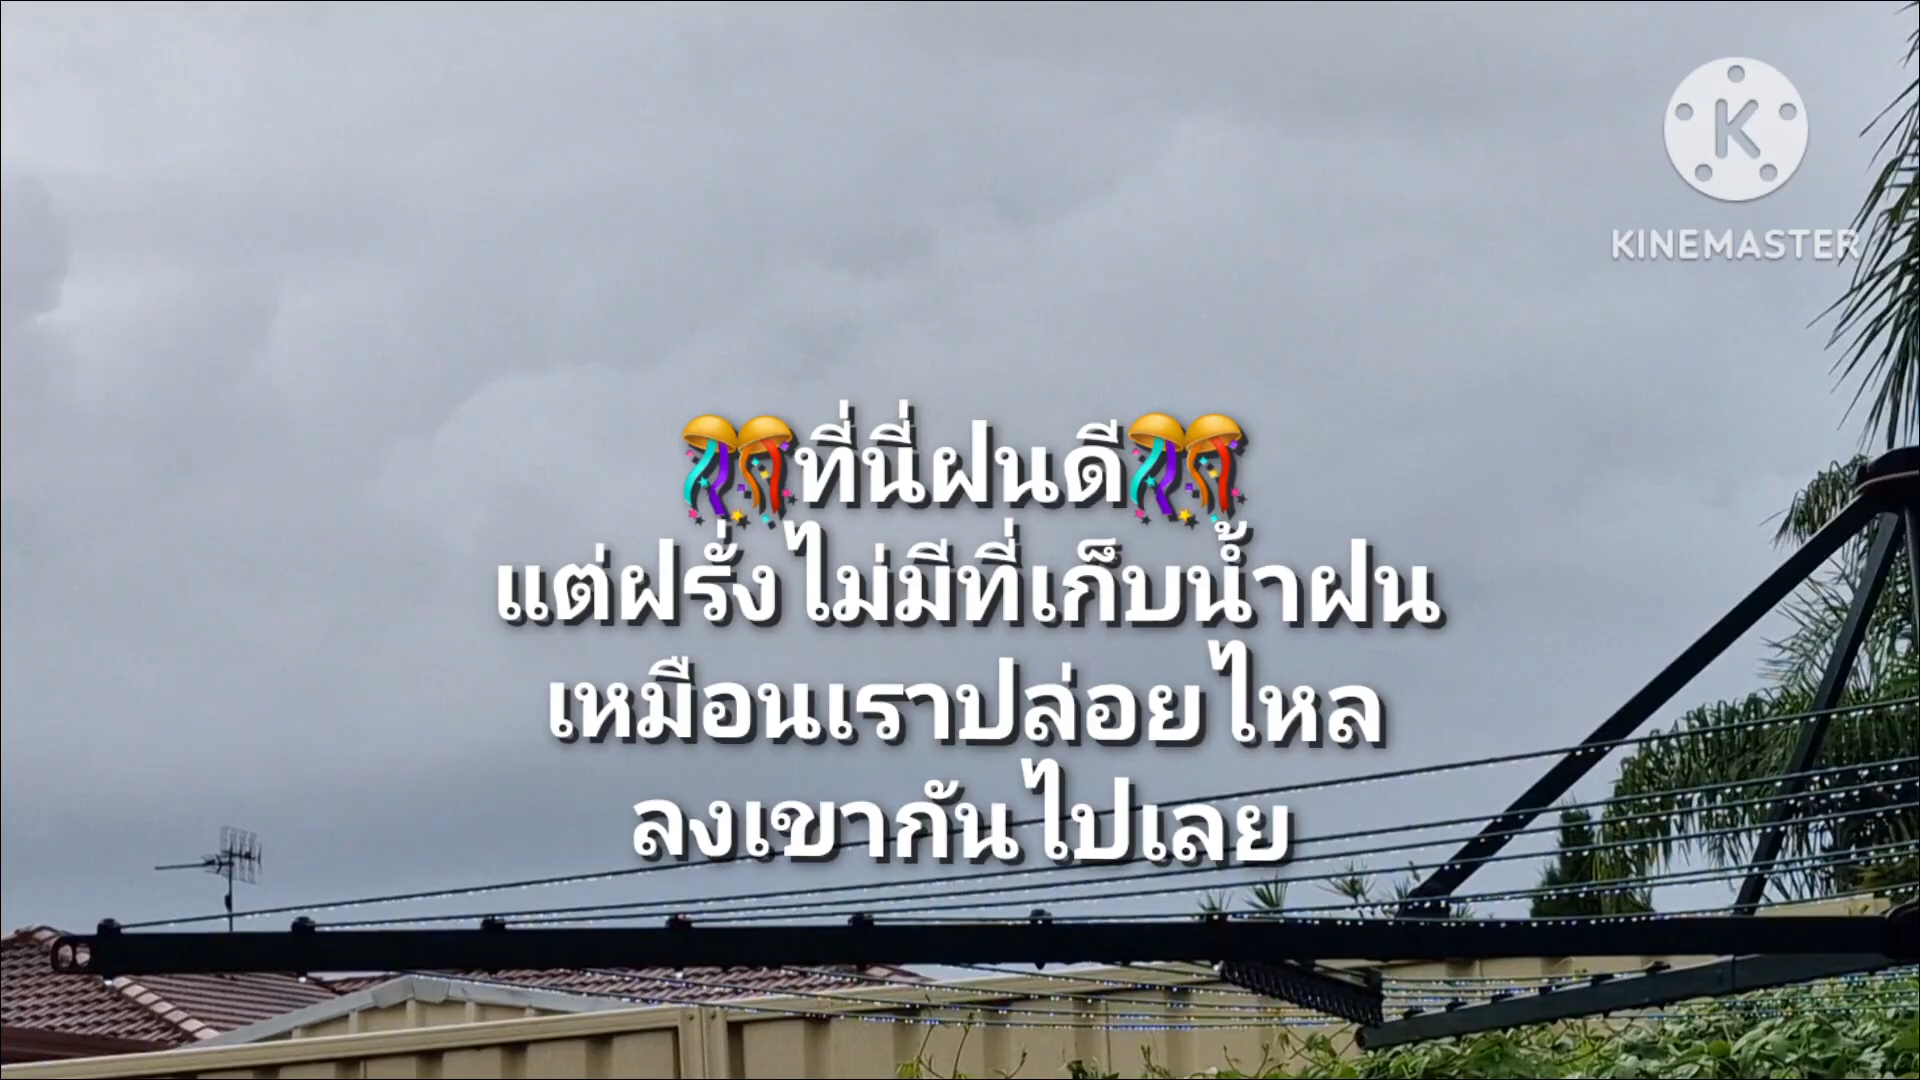 KINEMASTER
🎊ที่นี่ฝนดี🎊
แต่ฝรั่งไม่มีที่เก็บน้ำฝน
เหมือนเราปล่อยไหล
ลงเขากันไปเลย